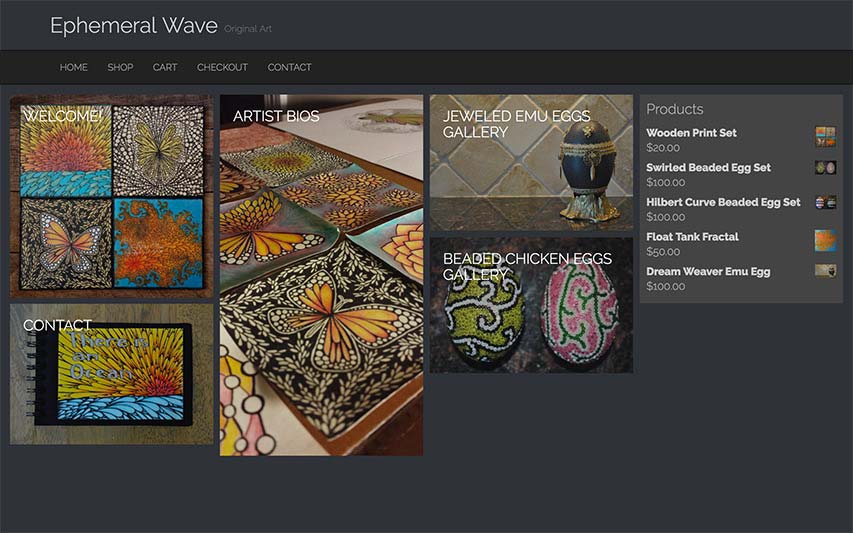 Ephemeral Wave Original Art
HOME SHOP CART CHECKOUT CONTACT
WELCOME!
ARTIST BIOS
JEWELED EMU EGGS
GALLERY
BEADED CHICKEN EGGS
GALLERY
CONTACT
There is
an
Ocean
Products
Wooden Print Set
$20.00
Swirled Beaded Egg Set
$100.00
Hilbert Curve Beaded Egg Set
$100.00
Float Tank Fractal
$50.00
Dream Weaver Emu Egg
$100.00